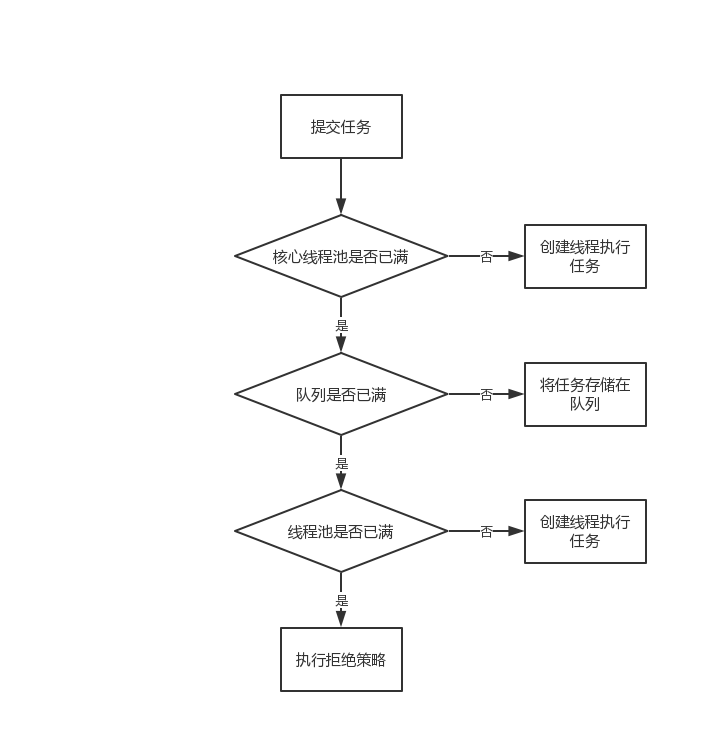 提交任务
核心线程池是否已满
否
创建线程执行
任务
是
队列是否已满
否
将任务存储在
队列
是
线程池是否已满
否
创建线程执行
任务
是
执行拒绝策略